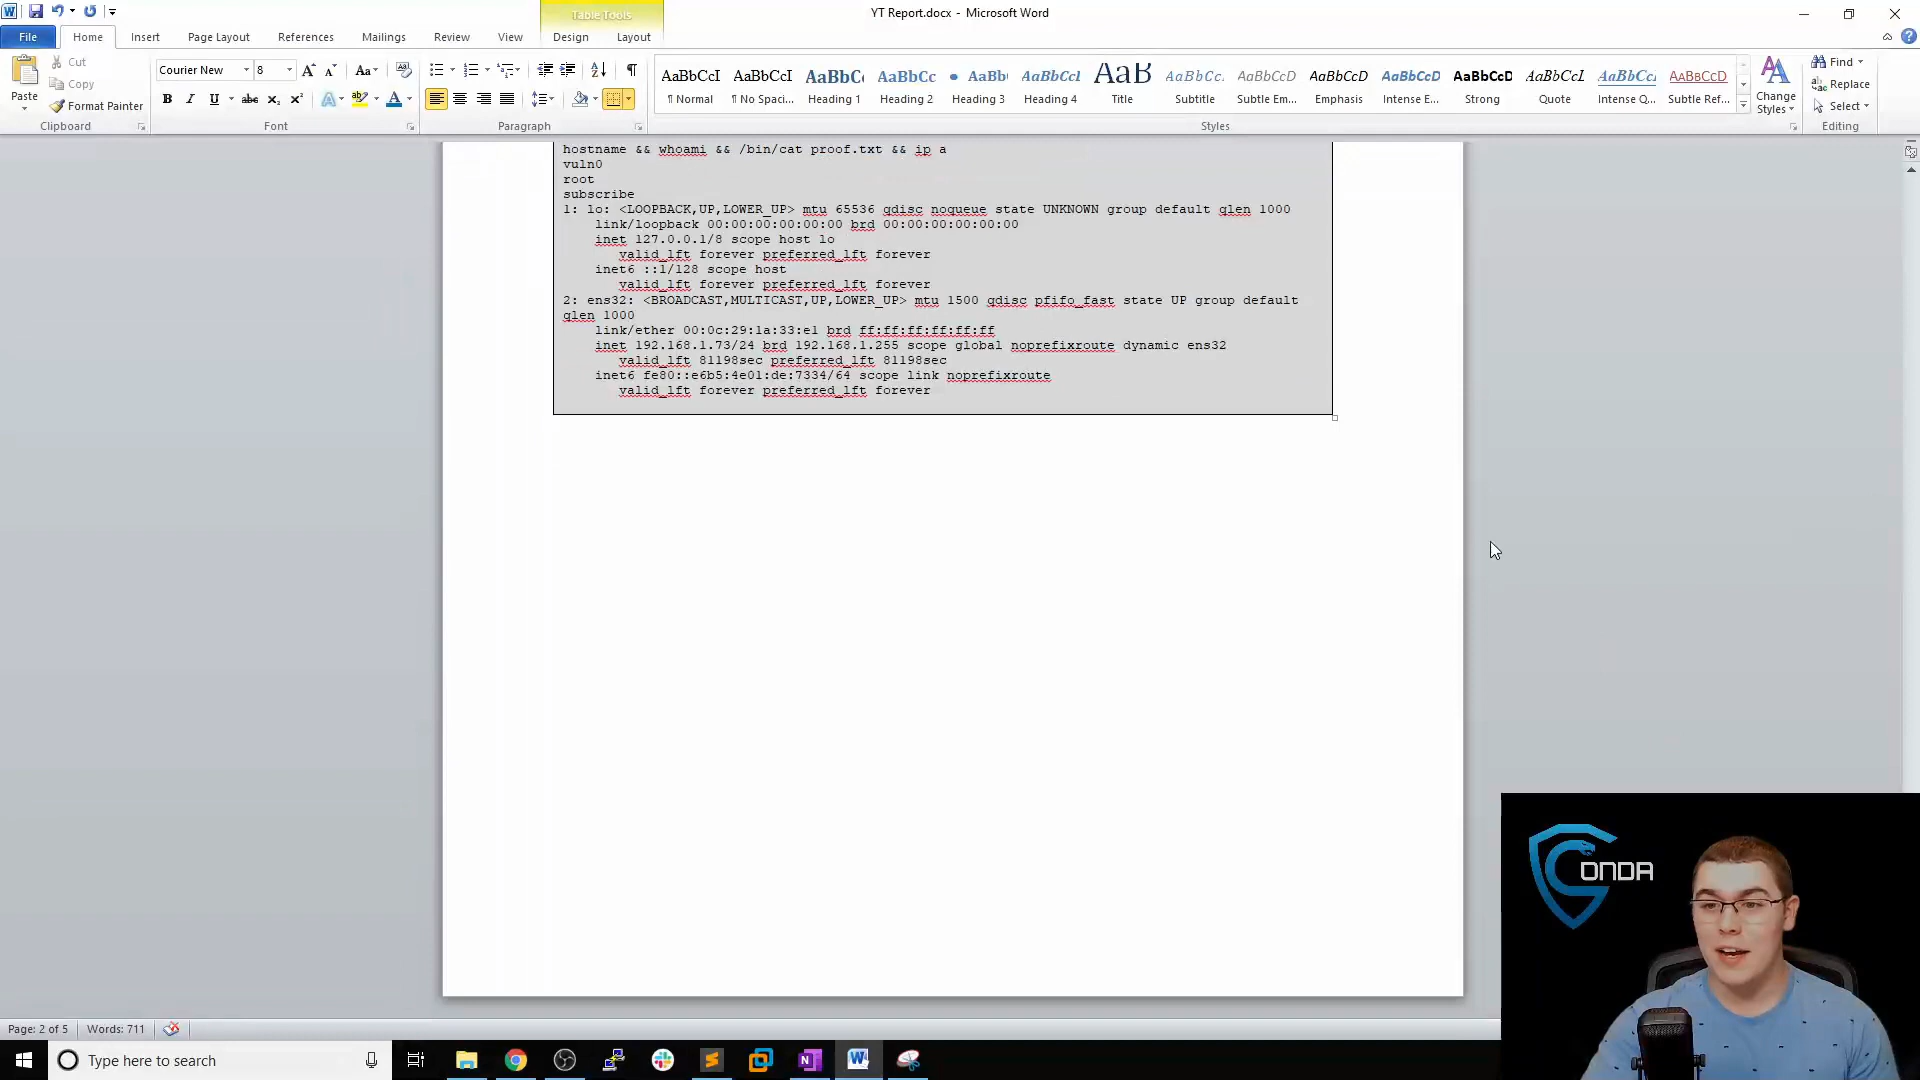 YT Report.docx - Microsoft Word
Table Tools
File
Home
Insert
Page Layout
References
Mailings
Review
View
Design
Layout
Paste
Cut
Copy
Format Painter
Clipboard
Courier New
8
Font
Paragraph
AaBbCcI
¶ Normal
AaBbCcI
¶ No Spaci...
AaBbC
Heading 1
AaBbCc
Heading 2
AaBb
Heading 3
AaBbCcI
Heading 4
AaB
Title
AaBbCc.
Subtitle
AaBbCcD
Subtle Em...
AaBbCcD
Emphasis
AaBbCcD
Intense E...
AaBbCcD
Strong
AaBbCcI
Quote
AaBbCcI
Intense Q...
AABBCCD
Subtle Ref...
Styles
Change
Styles
Find
Replace
Select
Editing
hostname && whoami && /bin/cat proof.txt && ip a
vuln0
root
subscribe
1: lo: <LOOPBACK,UP,LOWER_UP> mtu 65536 qdisc noqueue state UNKNOWN group default qlen 1000
link/loopback 00:00:00:00:00:00 brd 00:00:00:00:00:00
inet 127.0.0.1/8 scope host lo
valid_lft forever preferred_lft forever
inet6 ::1/128 scope host
valid_lft forever preferred_lft forever
2: ens32: <BROADCAST,MULTICAST,UP,LOWER_UP> mtu 1500 qdisc pfifo_fast state UP group default
qlen 1000
link/ether 00:0c:29:1a:33:e1 brd ff:ff:ff:ff:ff:ff
inet 192.168.1.73/24 brd 192.168.1.255 scope global noprefixroute dynamic ens32
valid_lft 81198sec preferred_lft 81198sec
inet6 fe80::e6b5:4e01:de:7334/64 scope link noprefixroute
valid_lft forever preferred_lft forever
CONDA
Page: 2 of 5
Words: 711
Type here to search